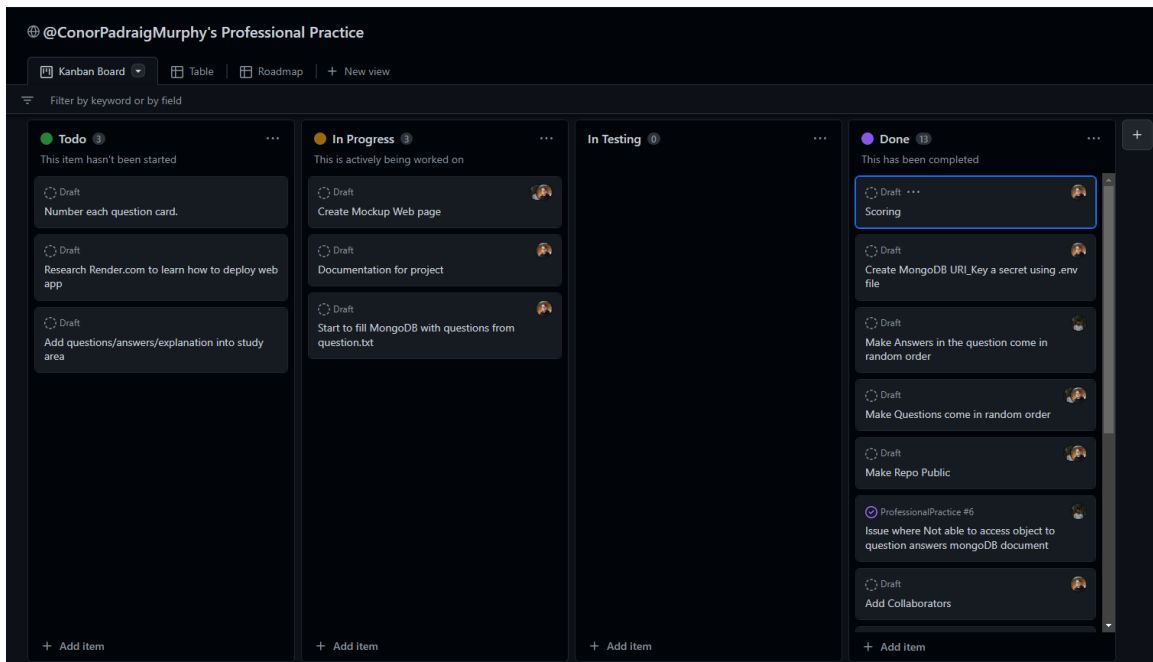 @ConorPadraigMurphy's Professional Practice
Kanban Board
Table
Roadmap
+ New view
Filter by keyword or by field
Todo 3 ...
This item hasn't been started
Draft
Number each question card.
Draft
Research Render.com to learn how to deploy web
app
Draft
Add questions/answers/explanation into study
area
+ Add item
In Progress 3 ...
This is actively being worked on
Draft
Create Mockup Web page
Draft
Documentation for project
Draft
Start to fill MongoDB with questions from
question.txt
+ Add item
In Testing 0 ...
+ Add item
Done 13 ...
This has been completed
Draft ...
Scoring
Draft
Create MongoDB URI_Key a secret using .env
file
Draft
Make Answers in the question come in
random order
Draft
Make Questions come in random order
Draft
Make Repo Public
ProfessionalPractice #6
Issue where Not able to access object to
question answers mongoDB document
Draft
Add Collaborators
+ Add item
+